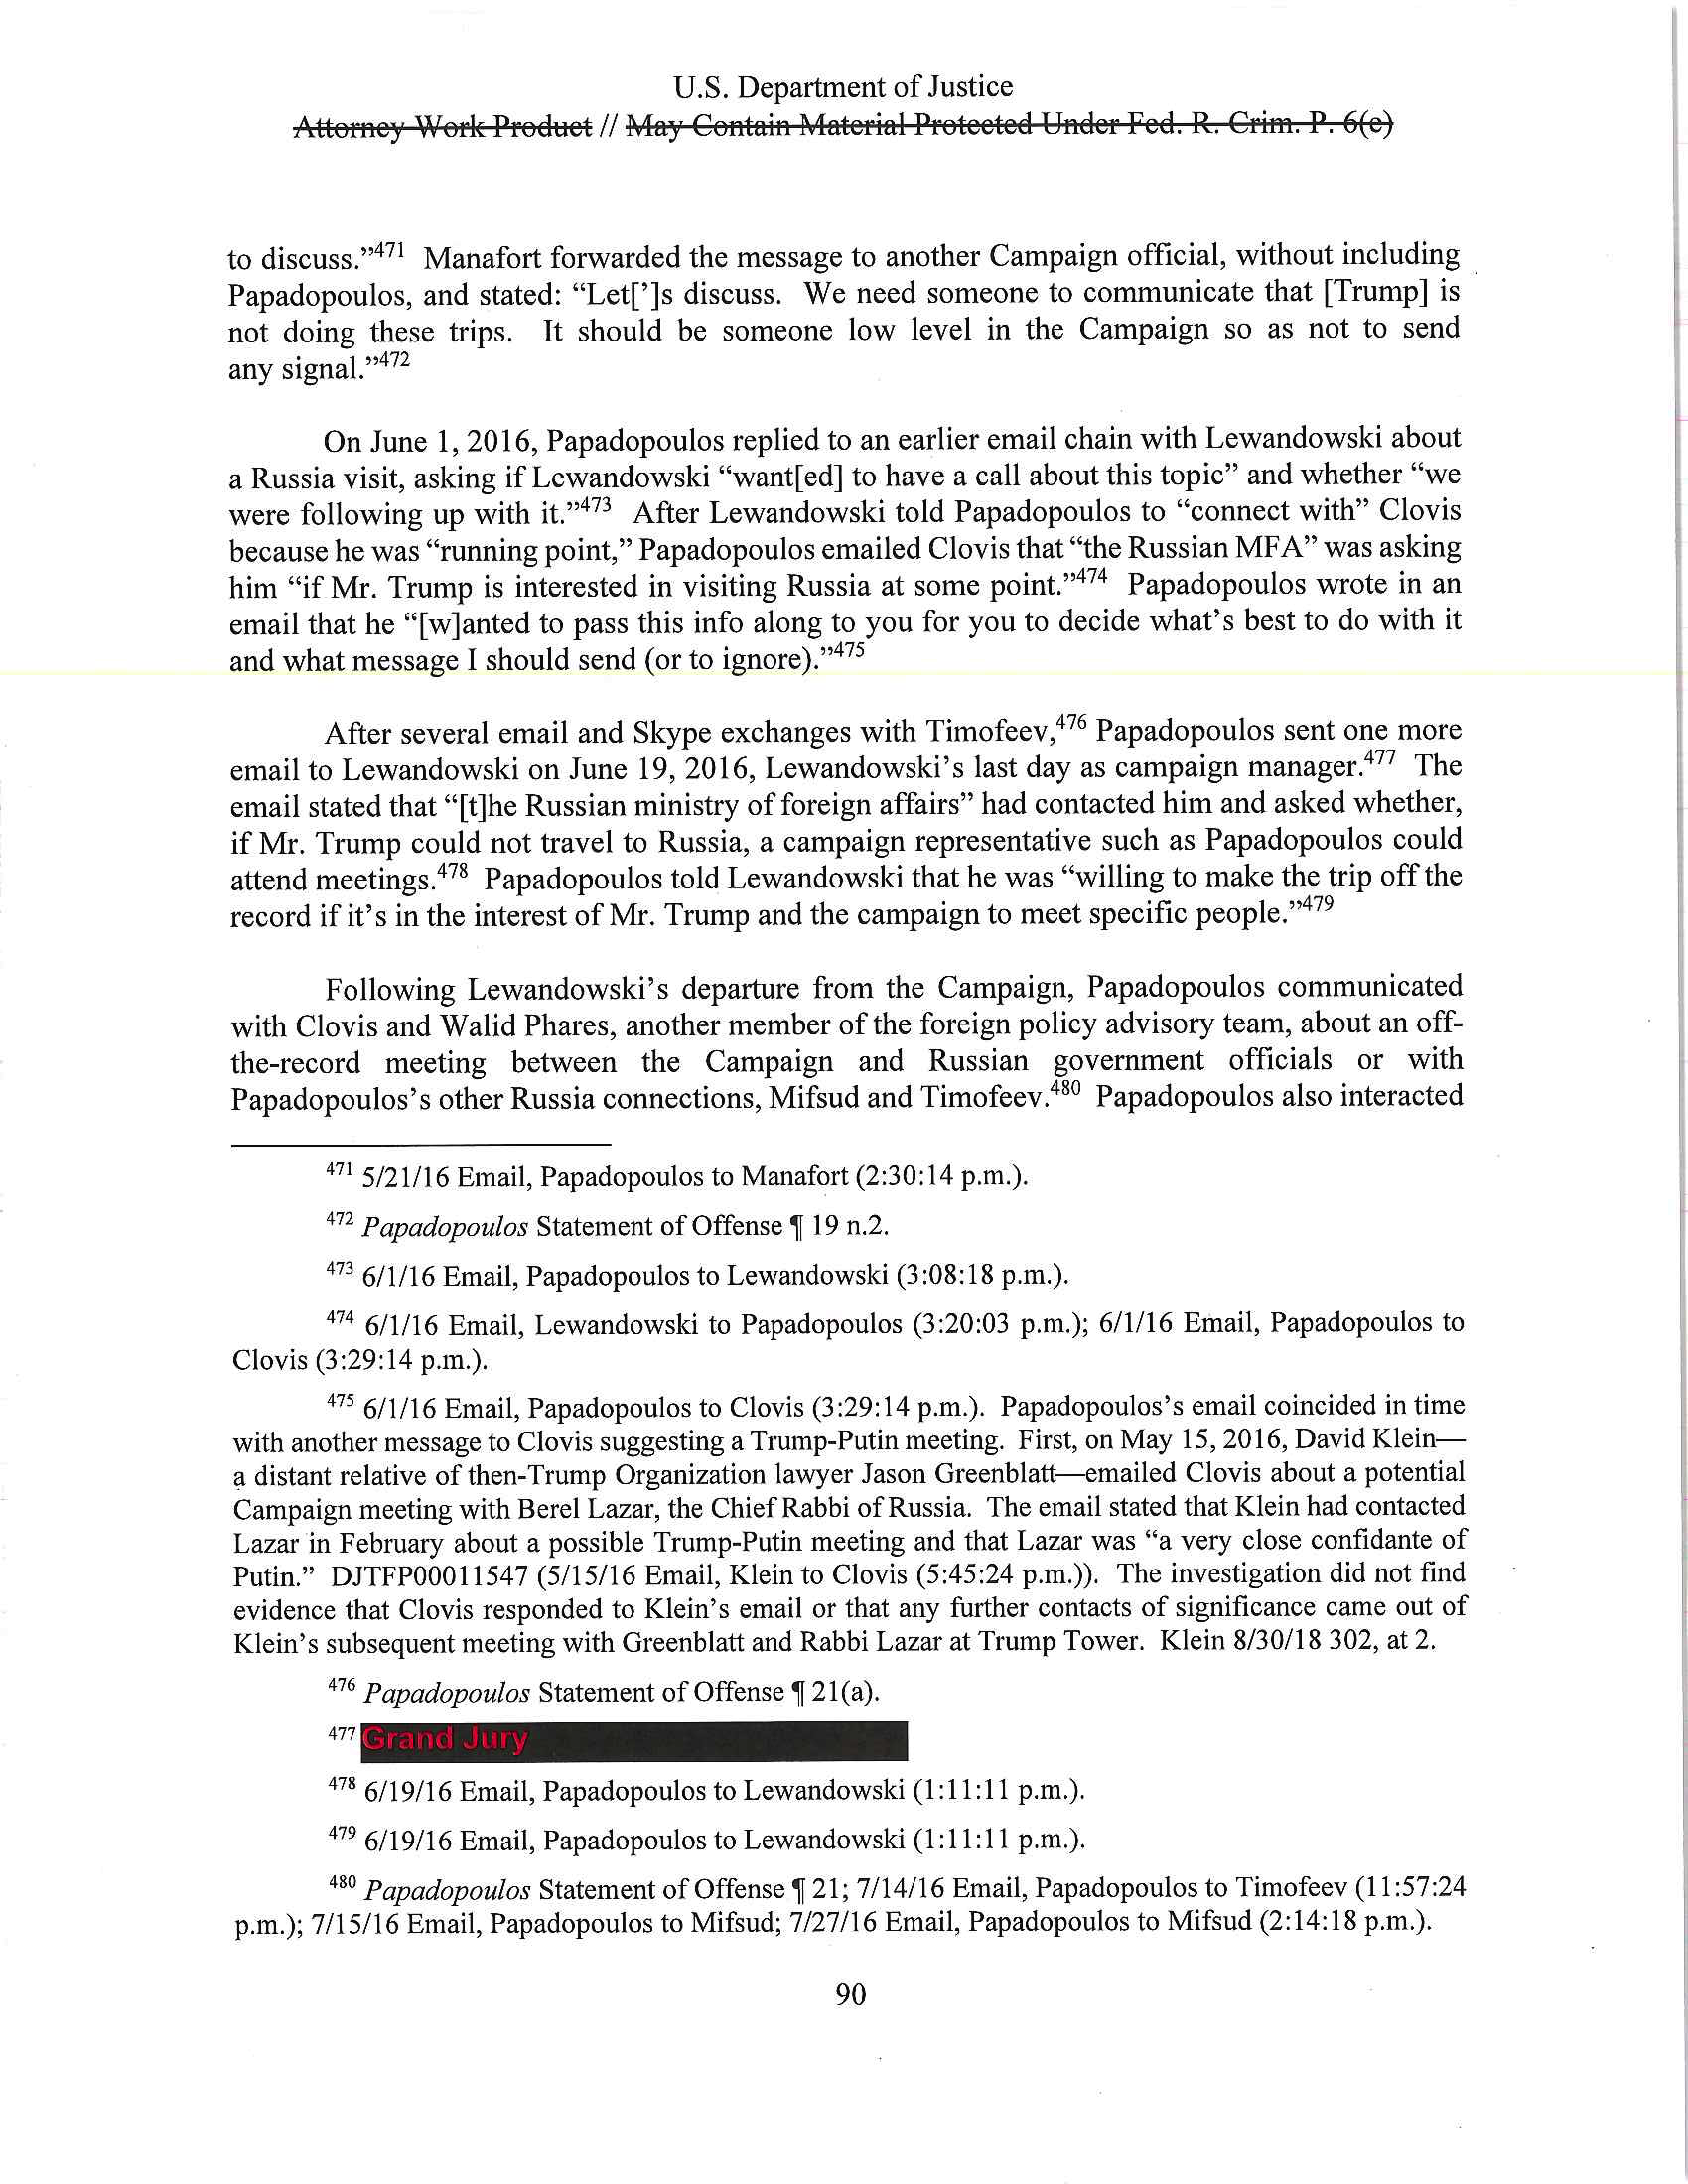 U.S. Department of Justice
Attorney Work Product // May Contain Material Protected Under Fed. R. Crim. P. 6(e)
to discuss.”471 Manafort forwarded the message to another Campaign official, without including
Papadopoulos, and stated: “Let[’]s discuss. We need someone to communicate that [Trump] is
not doing these trips. It should be someone low level in the Campaign so as not to send
any signal.”472
On June 1, 2016, Papadopoulos replied to an earlier email chain with Lewandowski about
a Russia visit, asking if Lewandowski “want[ed] to have a call about this topic” and whether “we
were following up with it.”473 After Lewandowski told Papadopoulos to “connect with” Clovis
because he was “running point,” Papadopoulos emailed Clovis that “the Russian MFA” was asking
him “if Mr. Trump is interested in visiting Russia at some point.”474 Papadopoulos wrote in an
email that he “[w]anted to pass this info along to you for you to decide what’s best to do with it
and what message I should send (or to ignore).”475
After several email and Skype exchanges with Timofeev,476 Papadopoulos sent one more
email to Lewandowski on June 19, 2016, Lewandowski’s last day as campaign manager.477 The
email stated that “[t]he Russian ministry of foreign affairs” had contacted him and asked whether,
if Mr. Trump could not travel to Russia, a campaign representative such as Papadopoulos could
attend meetings.478 Papadopoulos told Lewandowski that he was “willing to make the trip off the
record if it’s in the interest of Mr. Trump and the campaign to meet specific people.”479
Following Lewandowski’s departure from the Campaign, Papadopoulos communicated
with Clovis and Walid Phares, another member of the foreign policy advisory team, about an off-
the-record meeting between the Campaign and Russian government officials or with
Papadopoulos’s other Russia connections, Mifsud and Timofeev.480 Papadopoulos also interacted
471 5/21/16 Email, Papadopoulos to Manafort (2:30:14 p.m.).
472 Papadopoulos Statement of Offense ¶ 19 n.2.
473 6/1/16 Email, Papadopoulos to Lewandowski (3:08:18 p.m.).
474 6/1/16 Email, Lewandowski to Papadopoulos (3:20:03 p.m.); 6/1/16 Email, Papadopoulos to
Clovis (3:29:14 p.m.).
475 6/1/16 Email, Papadopoulos to Clovis (3:29:14 p.m.). Papadopoulos’s email coincided in time
with another message to Clovis suggesting a Trump-Putin meeting. First, on May 15, 2016, David Klein—
a distant relative of then-Trump Organization lawyer Jason Greenblatt—emailed Clovis about a potential
Campaign meeting with Berel Lazar, the Chief Rabbi of Russia. The email stated that Klein had contacted
Lazar in February about a possible Trump-Putin meeting and that Lazar was “a very close confidante of
Putin.” DJTFP00011547 (5/15/16 Email, Klein to Clovis (5:45:24 p.m.)). The investigation did not find
evidence that Clovis responded to Klein’s email or that any further contacts of significance came out of
Klein’s subsequent meeting with Greenblatt and Rabbi Lazar at Trump Tower. Klein 8/30/18 302, at 2.
476 Papadopoulos Statement of Offense ¶ 21(a).
477 Grand Jury
478 6/19/16 Email, Papadopoulos to Lewandowski (1:11:11 p.m.).
479 6/19/16 Email, Papadopoulos to Lewandowski (1:11:11 p.m.).
480 Papadopoulos Statement of Offense ¶ 21; 7/14/16 Email, Papadopoulos to Timofeev (11:57:24
p.m.); 7/15/16 Email, Papadopoulos to Mifsud; 7/27/16 Email, Papadopoulos to Mifsud (2:14:18 p.m.).
90